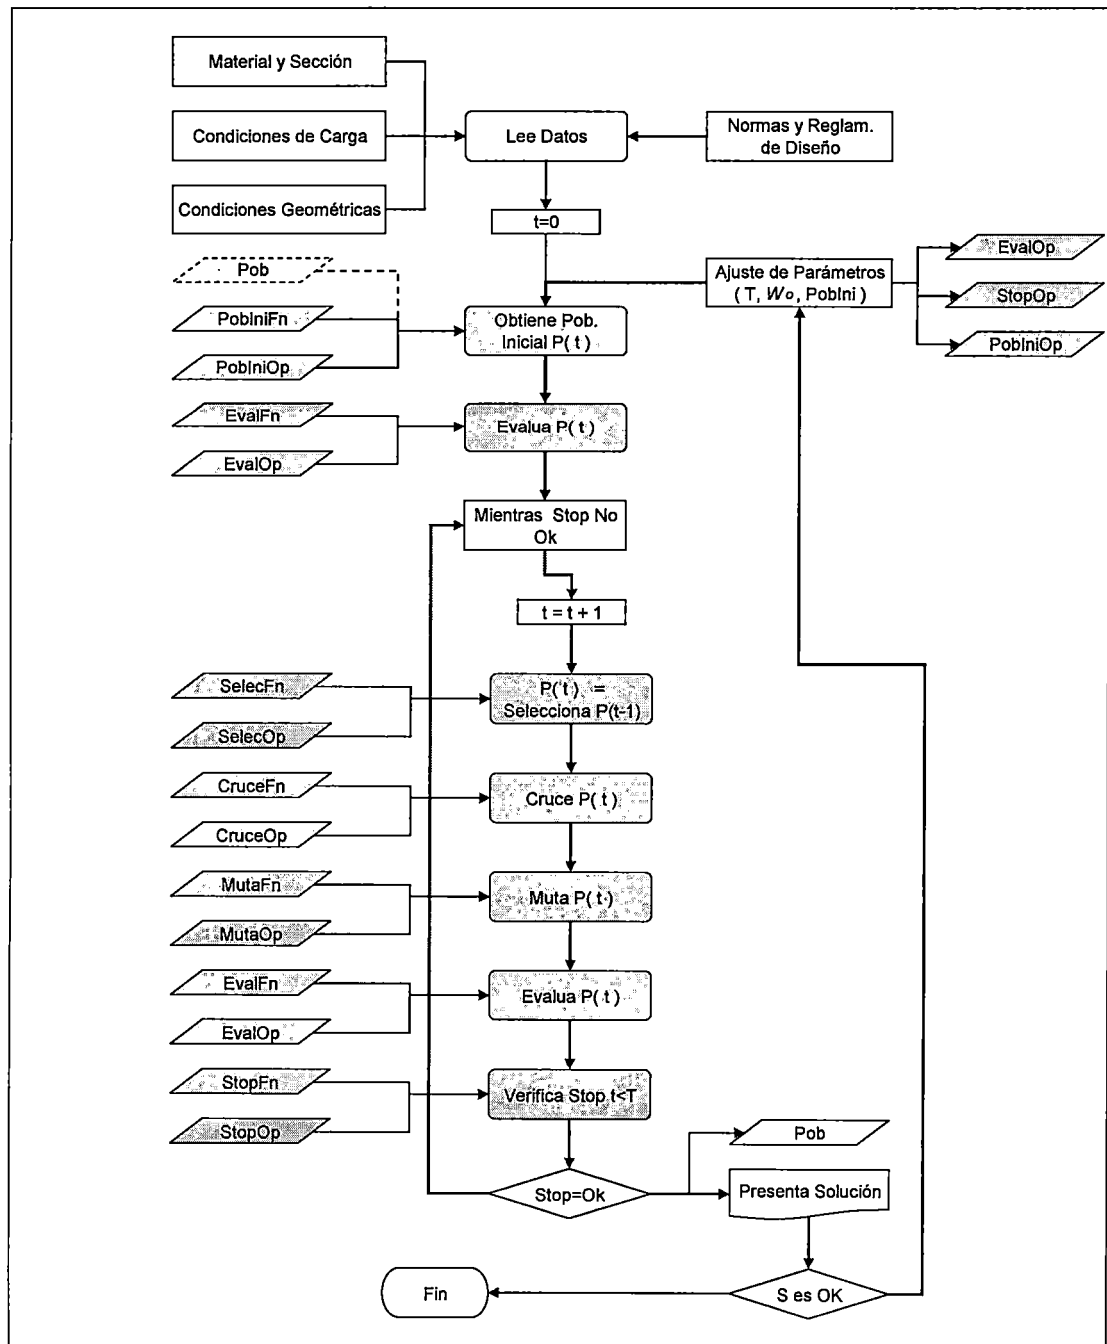 Material y Sección
Condiciones de Carga
Lee Datos
Normas y Reglam.
de Diseño
Condiciones Geométricas
t=0
Pob
Ajuste de Parámetros
( T, Wo, PobIni )
EvalOp
StopOp
PobIniOp
PobIniFn
PobIniOp
Obtiene Pob.
Inicial P( t )
EvalFn
EvalOp
Evalua P( t )
Mientras Stop No
Ok
t = t + 1
SelecFn
SelecOp
P( t ) =
Selecciona P(t-1)
CruceFn
CruceOp
Cruce P( t )
MutaFn
MutaOp
Muta P( t )
EvalFn
EvalOp
Evalua P( t )
StopFn
StopOp
Verifica Stop t<T
Pob
Stop=Ok
Presenta Solución
Fin
S es OK